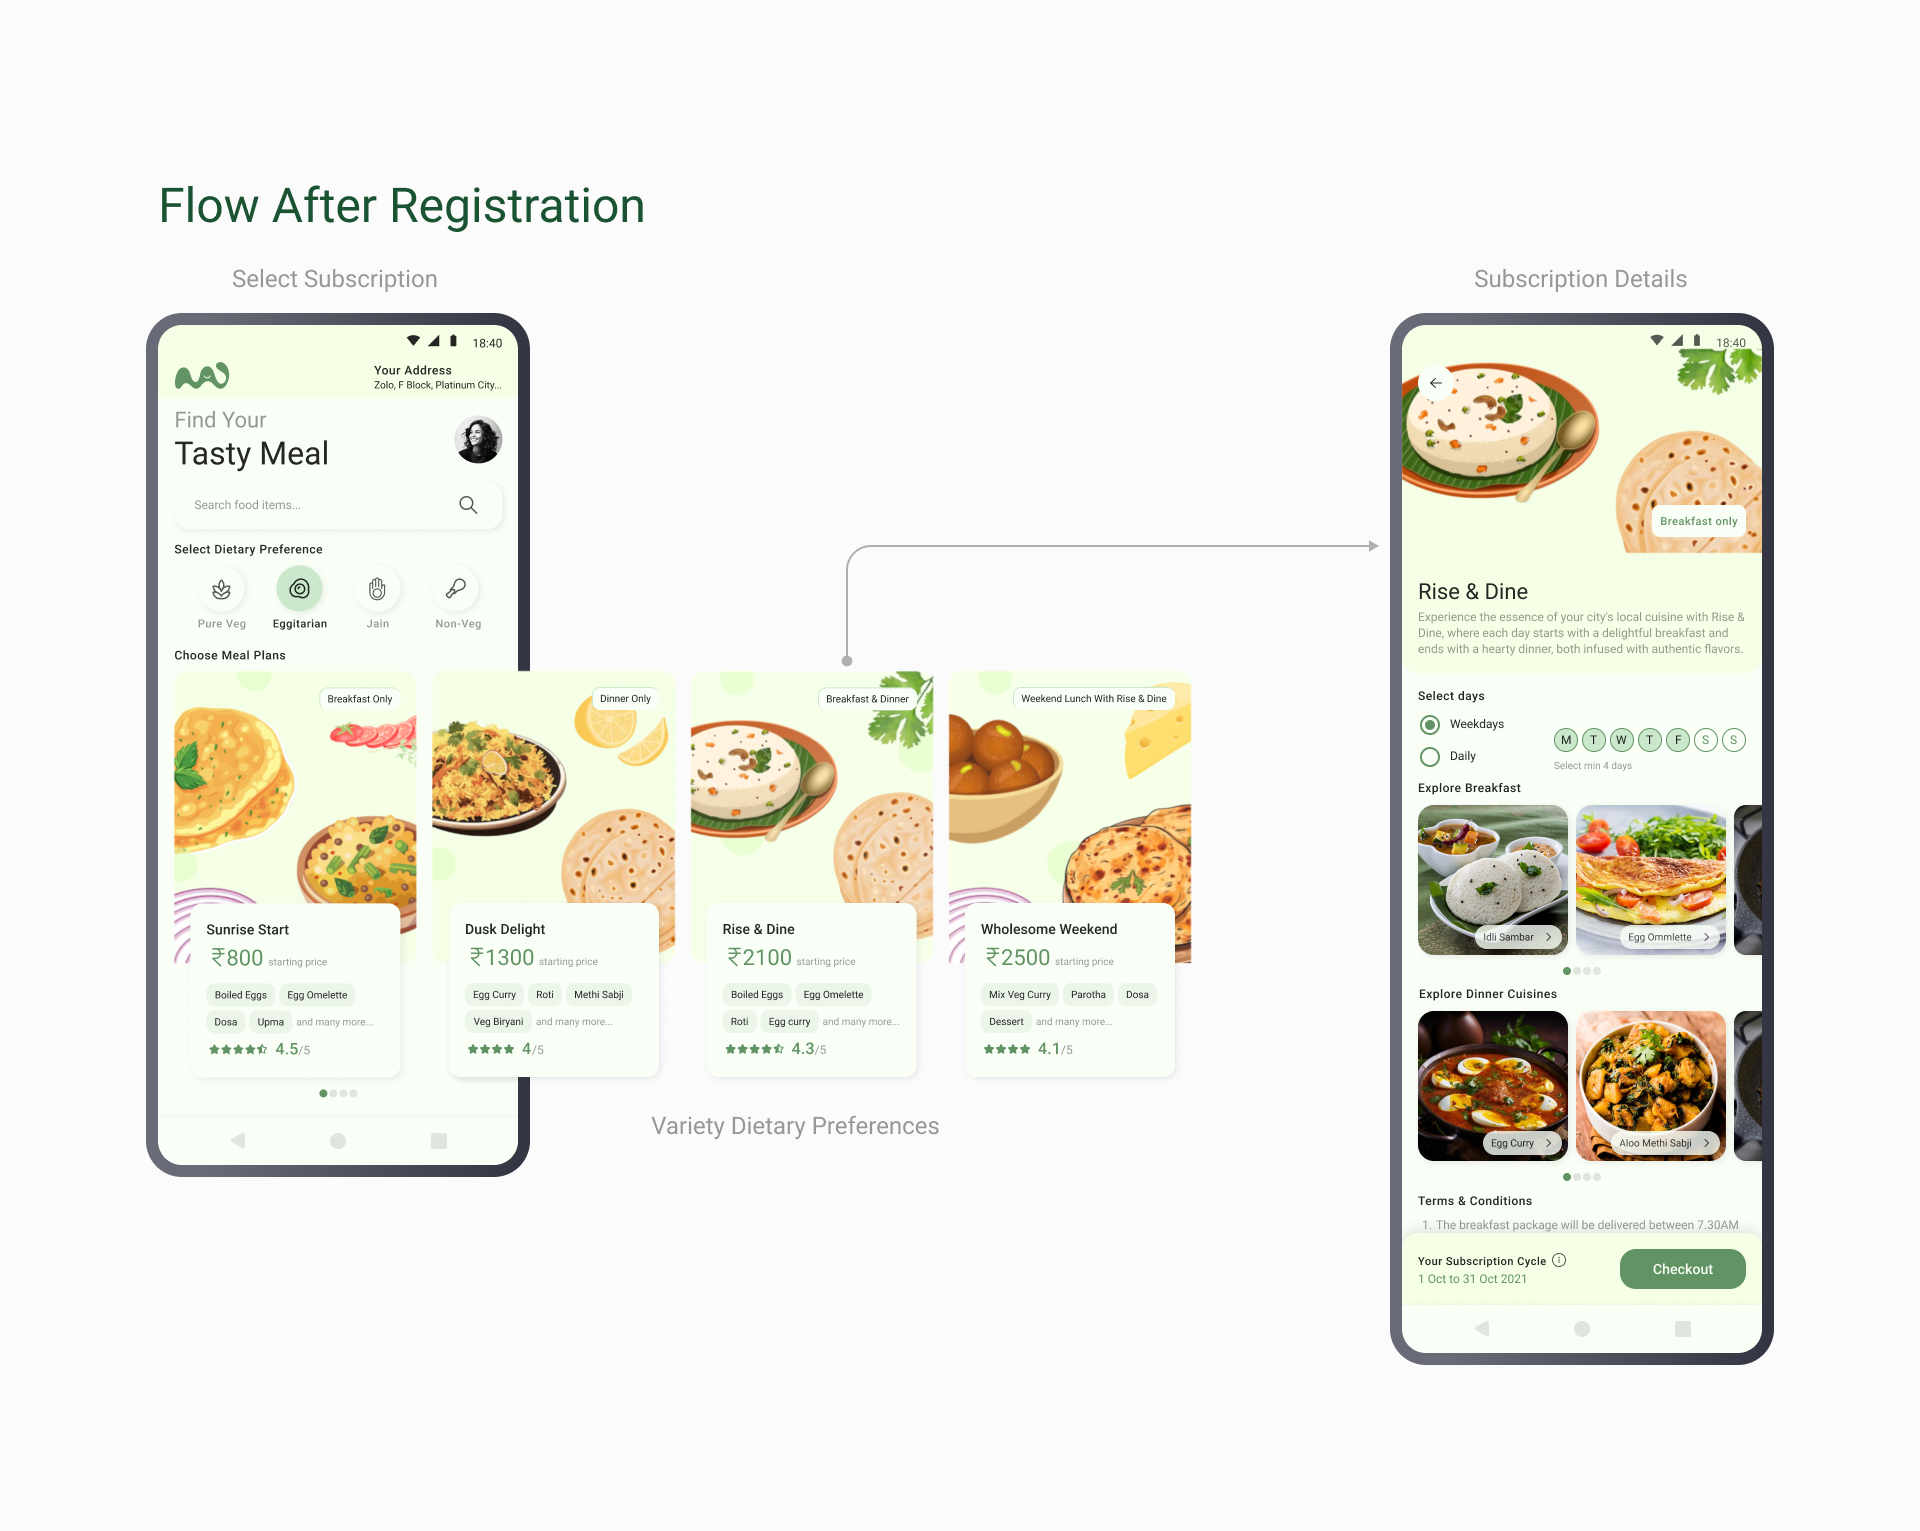 Flow After Registration
Select Subscription
18:40
Your Address
Zolo, F Block, Platinum City...
Find Your
Tasty Meal
Search food items...
Select Dietary Preference
Pure Veg
Eggitarian
Jain
Non-Veg
Choose Meal Plans
Breakfast Only
Sunrise Start
₹800 starting price
Boiled Eggs
Egg Omelette
Dosa
Upma
and many more...
4.5/5
Dinner Only
Dusk Delight
₹1300 starting price
Egg Curry
Roti
Methi Sabji
Veg Biryani
and many more...
4/5
Breakfast & Dinner
Rise & Dine
₹2100 starting price
Boiled Eggs
Egg Omelette
Roti
Egg curry
and many more...
4.3/5
Weekend Lunch With Rise & Dine
Wholesome Weekend
₹2500 starting price
Mix Veg Curry
Parotha
Dosa
Dessert
and many more...
4.1/5
Variety Dietary Preferences
Subscription Details
18:40
Breakfast only
Rise & Dine
Experience the essence of your city's local cuisine with Rise &
Dine, where each day starts with a delightful breakfast and
ends with a hearty dinner, both infused with authentic flavors.
Select days
Weekdays
Daily
M T W T F S S
Select min 4 days
Explore Breakfast
Idli Sambar
Egg Ommlette
Explore Dinner Cuisines
Egg Curry
Aloo Methi Sabji
Terms & Conditions
1. The breakfast package will be delivered between 7.30AM
Your Subscription Cycle
1 Oct to 31 Oct 2021
Checkout